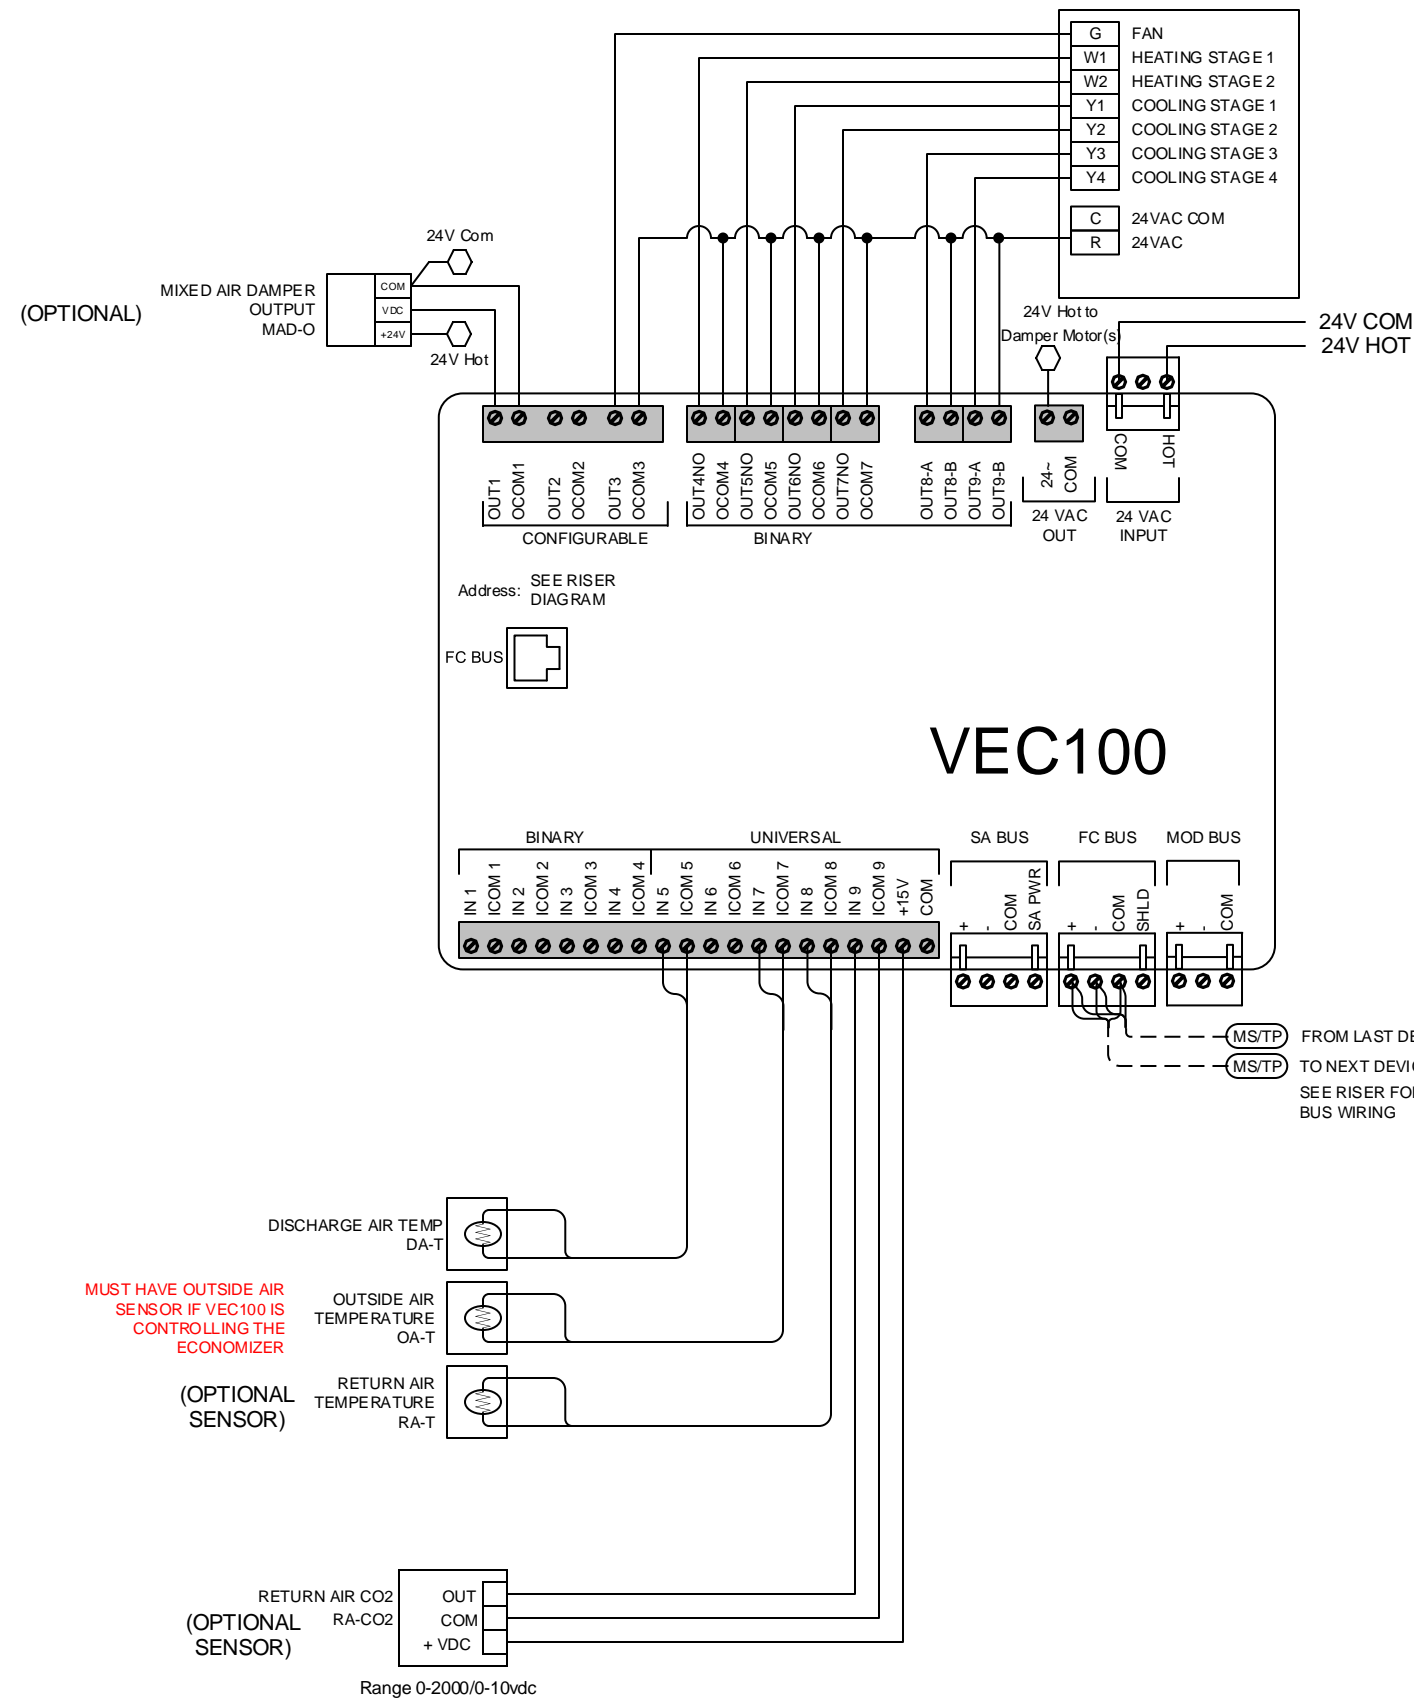 G FAN
W1 HEATING STAGE 1
W2 HEATING STAGE 2
Y1 COOLING STAGE 1
Y2 COOLING STAGE 2
Y3 COOLING STAGE 3
Y4 COOLING STAGE 4
C 24VAC COM
R 24VAC
24V Com
(OPTIONAL)
MIXED AIR DAMPER
OUTPUT
MAD-O
COM
VDC
+24V
24V Hot
24V Hot to
Damper Motor(s)
24V COM
24V HOT
OUT1
OCOM1
OUT2
OCOM2
OUT3
OCOM3
CONFIGURABLE
OUT4NO
OCOM4
OUT5NO
OCOM5
OUT6NO
OCOM6
OUT7NO
OCOM7
OUT8-A
OUT8-B
OUT9-A
OUT9-B
BINARY
24~
COM
24 VAC
OUT
COM
HOT
24 VAC
INPUT
Address:
SEE RISER
DIAGRAM
FC BUS
VEC100
BINARY
UNIVERSAL
SA BUS
FC BUS
MOD BUS
IN 1
ICOM 1
IN 2
ICOM 2
IN 3
ICOM 3
IN 4
ICOM 4
IN 5
ICOM 5
IN 6
ICOM 6
IN 7
ICOM 7
IN 8
ICOM 8
IN 9
ICOM 9
+15V
COM
+
-
COM
SA PWR
+
-
COM
SHLD
+
-
COM
MS/TP FROM LAST
MS/TP TO NEXT
SEE RISER
BUS WIRING
DISCHARGE AIR TEMP
DA-T
MUST HAVE OUTSIDE AIR
SENSOR IF VEC100 IS
CONTROLLING THE
ECONOMIZER
OUTSIDE AIR
TEMPERATURE
OA-T
(OPTIONAL
SENSOR)
RETURN AIR
TEMPERATURE
RA-T
RETURN AIR CO2
RA-CO2
(OPTIONAL
SENSOR)
OUT
COM
+ VDC
Range 0-2000/0-10vdc